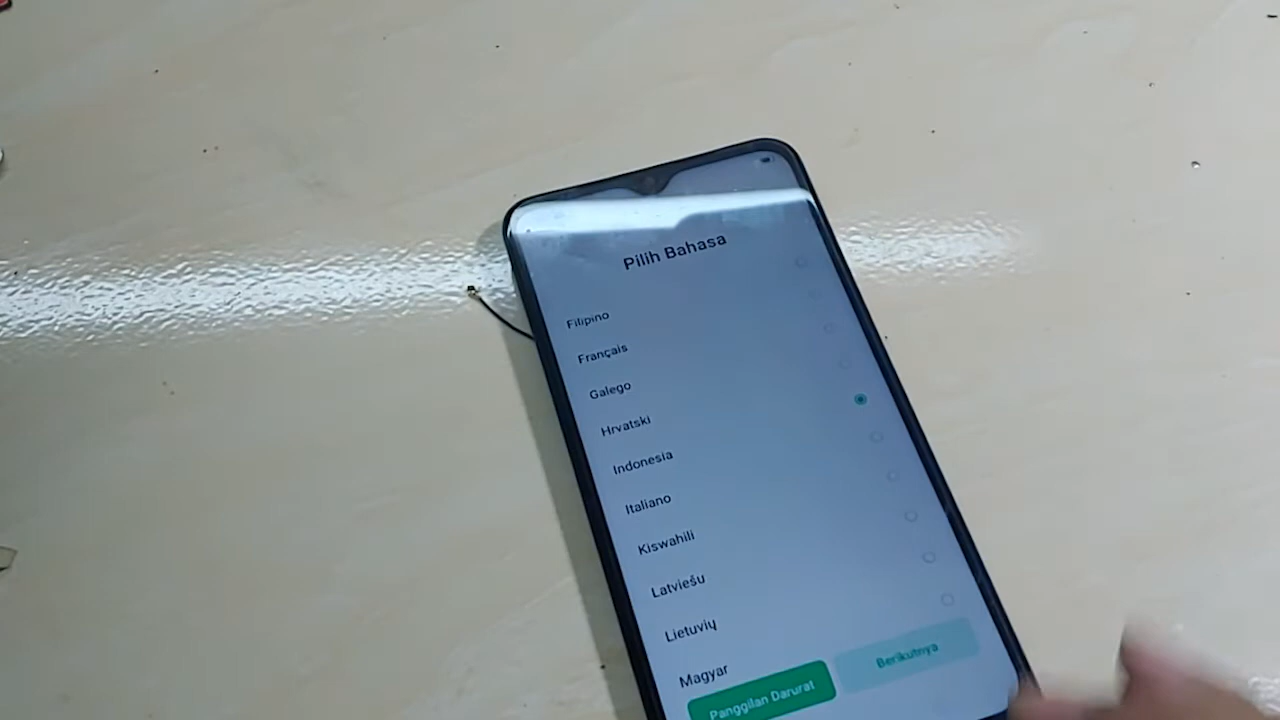 Pilih Bahasa
Filipino
Français
Galego
Hrvatski
Indonesia
Italiano
Kiswahili
Latviešu
Lietuvių
Magyar
Panggilan Darurat
Berikutnya